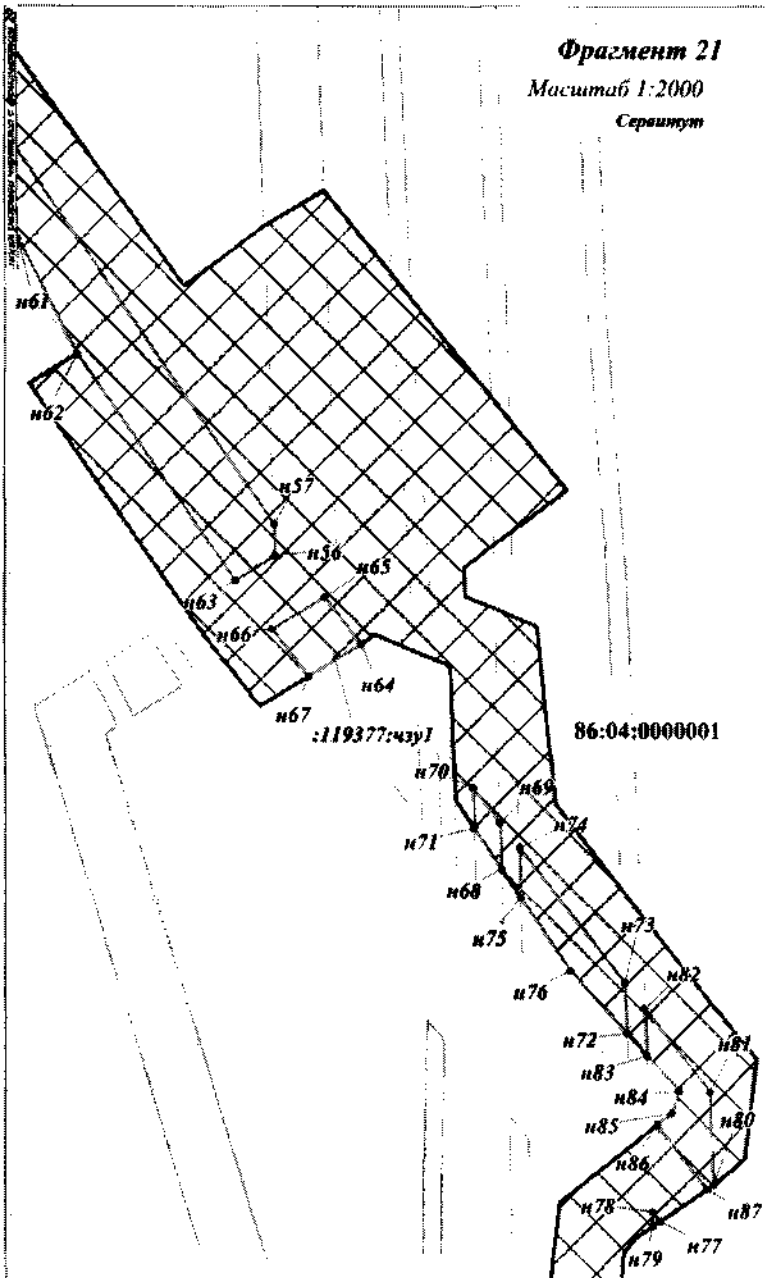 Фрагмент 21
Масштаб 1:2000
Сервитут
н61
н62
н57
н56
н65
н63
н66
н64
н67
:119377:чзу1
86:04:0000001
н70
н69
н71
н74
н68
н75
н73
н76
н82
н72
н81
н83
н84
н80
н85
н86
н78
н87
н77
н79